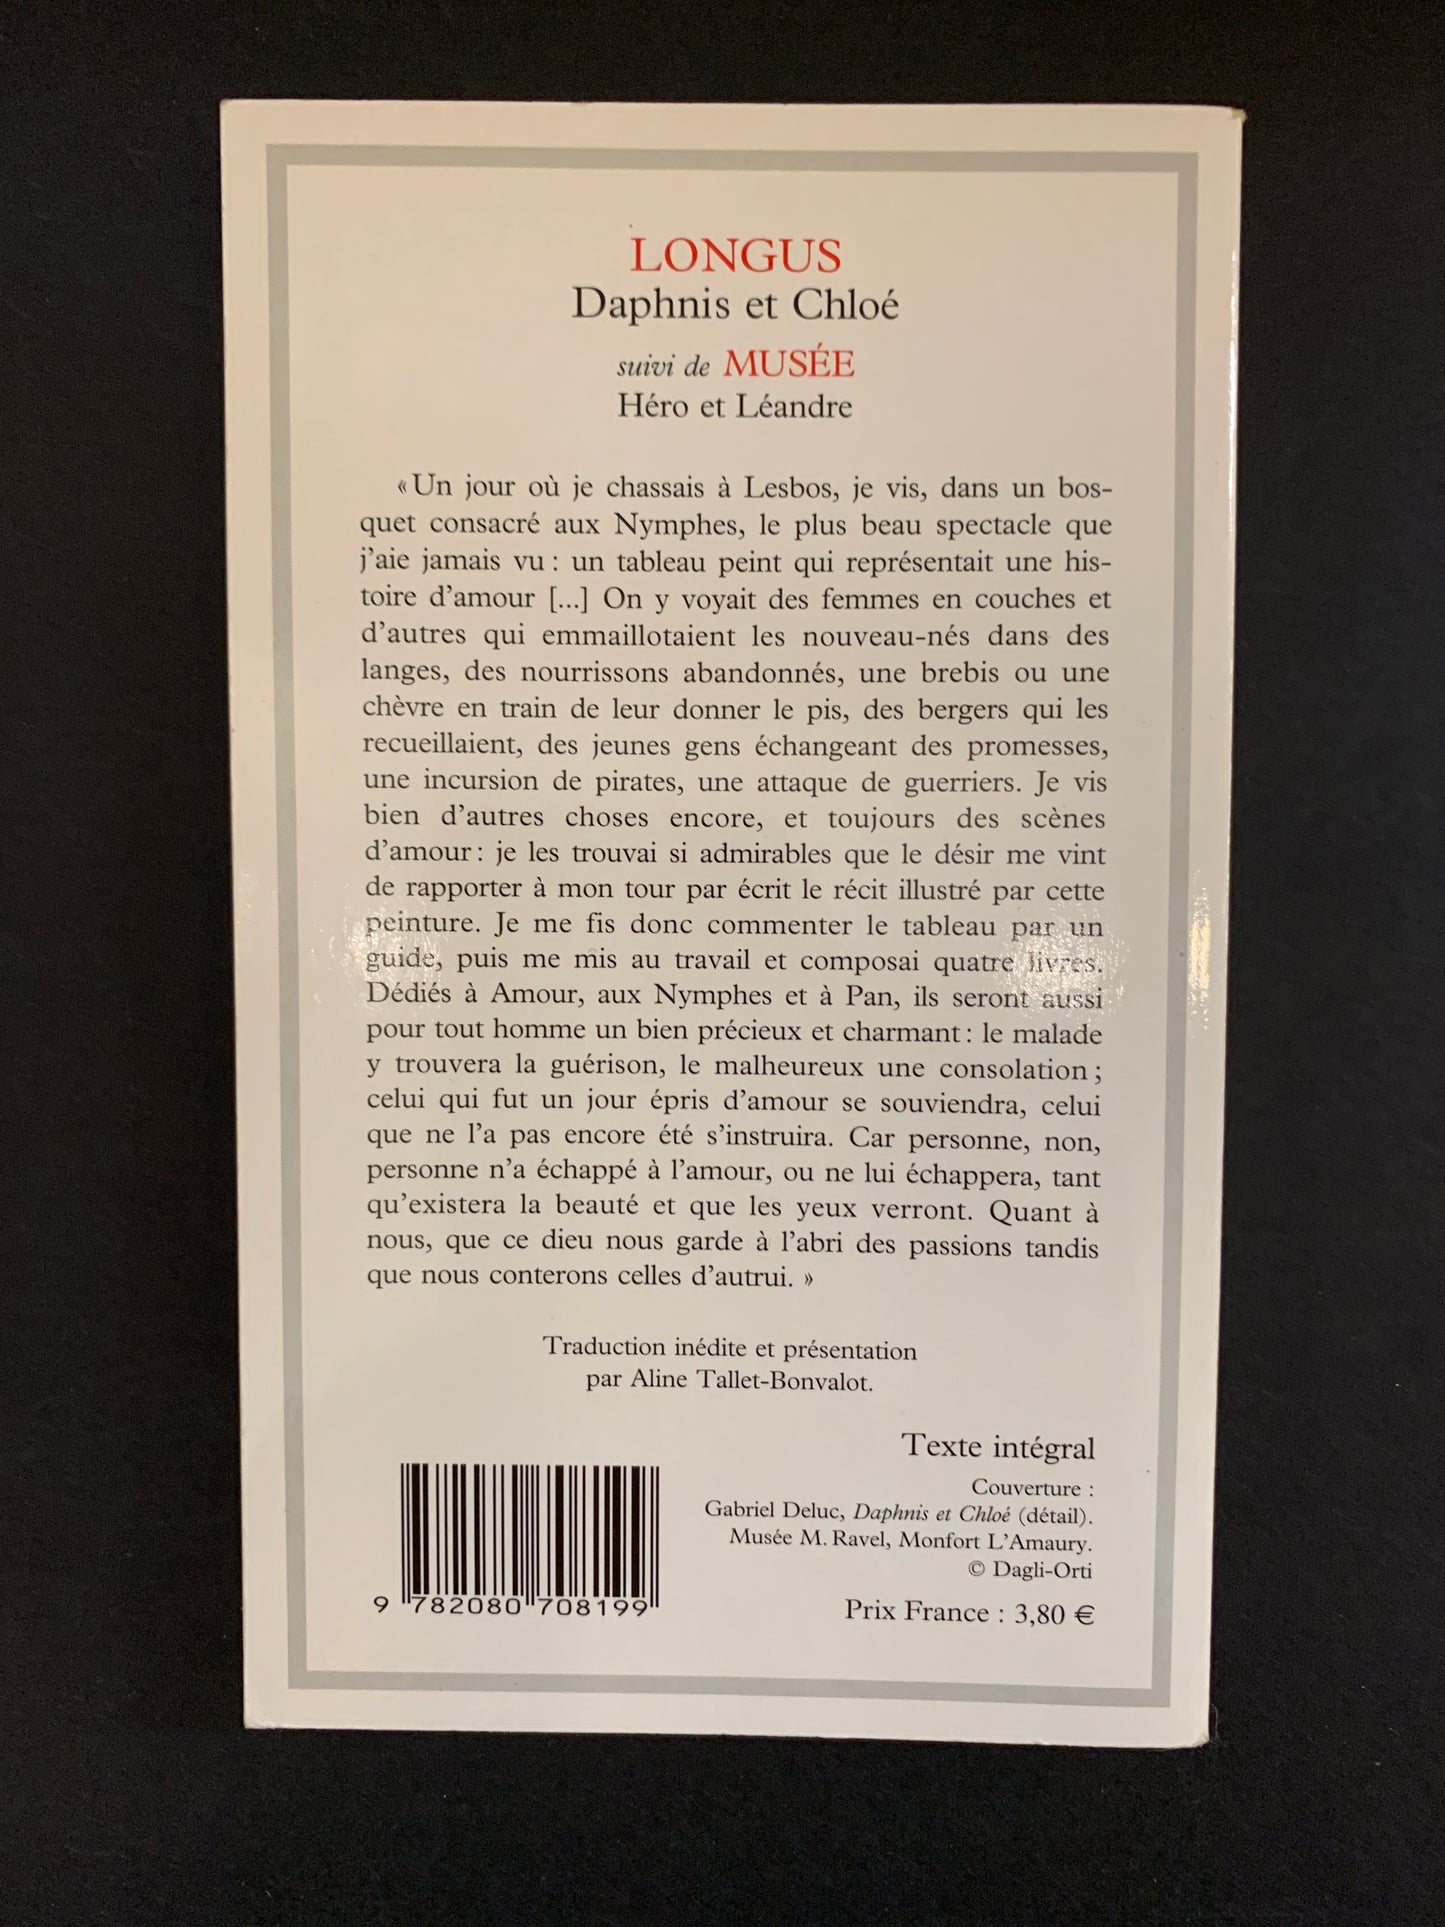 LONGUS
Daphnis et Chloé
suivi de MUSÉE
Héro et Léandre
« Un jour où je chassais à Lesbos, je vis, dans un bos-
quet consacré aux Nymphes, le plus beau spectacle que
j'aie jamais vu : un tableau peint qui représentait une his-
toire d'amour [...] On y voyait des femmes en couches et
d'autres qui emmaillotaient les nouveau-nés dans des
langes, des nourrissons abandonnés, une brebis ou une
chèvre en train de leur donner le pis, des bergers qui les
recueillaient, des jeunes gens échangeant des promesses,
une incursion de pirates, une attaque de guerriers. Je vis
bien d'autres choses encore, et toujours des scènes
d'amour : je les trouvai si admirables que le désir me vint
de rapporter à mon tour par écrit le récit illustré par cette
peinture. Je me fis donc commenter le tableau par un
guide, puis me mis au travail et composai quatre livres.
Dédiés à Amour, aux Nymphes et à Pan, ils seront aussi
pour tout homme un bien précieux et charmant : le malade
y trouvera la guérison, le malheureux une consolation ;
celui qui fut un jour épris d'amour se souviendra, celui
que ne l'a pas encore été s'instruira. Car personne, non,
personne n'a échappé à l'amour, ou ne lui échappera, tant
qu'existera la beauté et que les yeux verront. Quant à
nous, que ce dieu nous garde à l'abri des passions tandis
que nous conterons celles d'autrui. »
Traduction inédite et présentation
par Aline Tallet-Bonvalot.
Texte intégral
Couverture :
Gabriel Deluc, Daphnis et Chloé (détail).
Musée M. Ravel, Monfort L'Amaury.
© Dagli-Orti
Prix France : 3,80 €
9 782080 708199